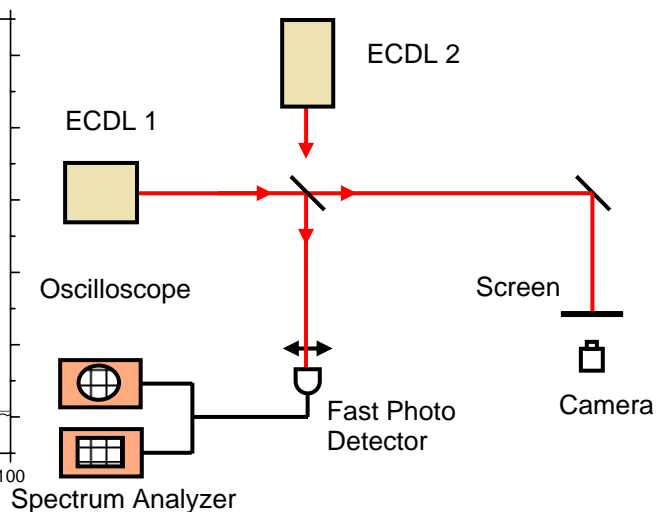 ECDL 2
ECDL 1
Oscilloscope
Screen
Camera
Fast Photo
Detector
100
Spectrum Analyzer